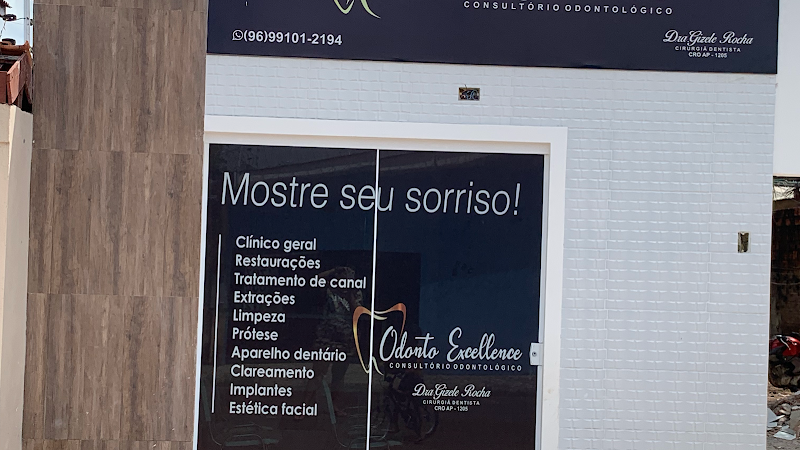 CONSULTÓRIO ODONTOLÓGICO
(96)99101-2194
Dra Gizele Rocha
CIRURGIÃ DENTISTA
CRO AP - 1205
Mostre seu sorriso!
Clínico geral
Restaurações
Tratamento de canal
Extrações
Limpeza
Prótese
Aparelho dentário
Clareamento
Implantes
Estética facial
Odonto Excellence
CONSULTÓRIO ODONTOLÓGICO
Dra Gizele Rocha
CIRURGIÃ DENTISTA
CRO AP - 1205